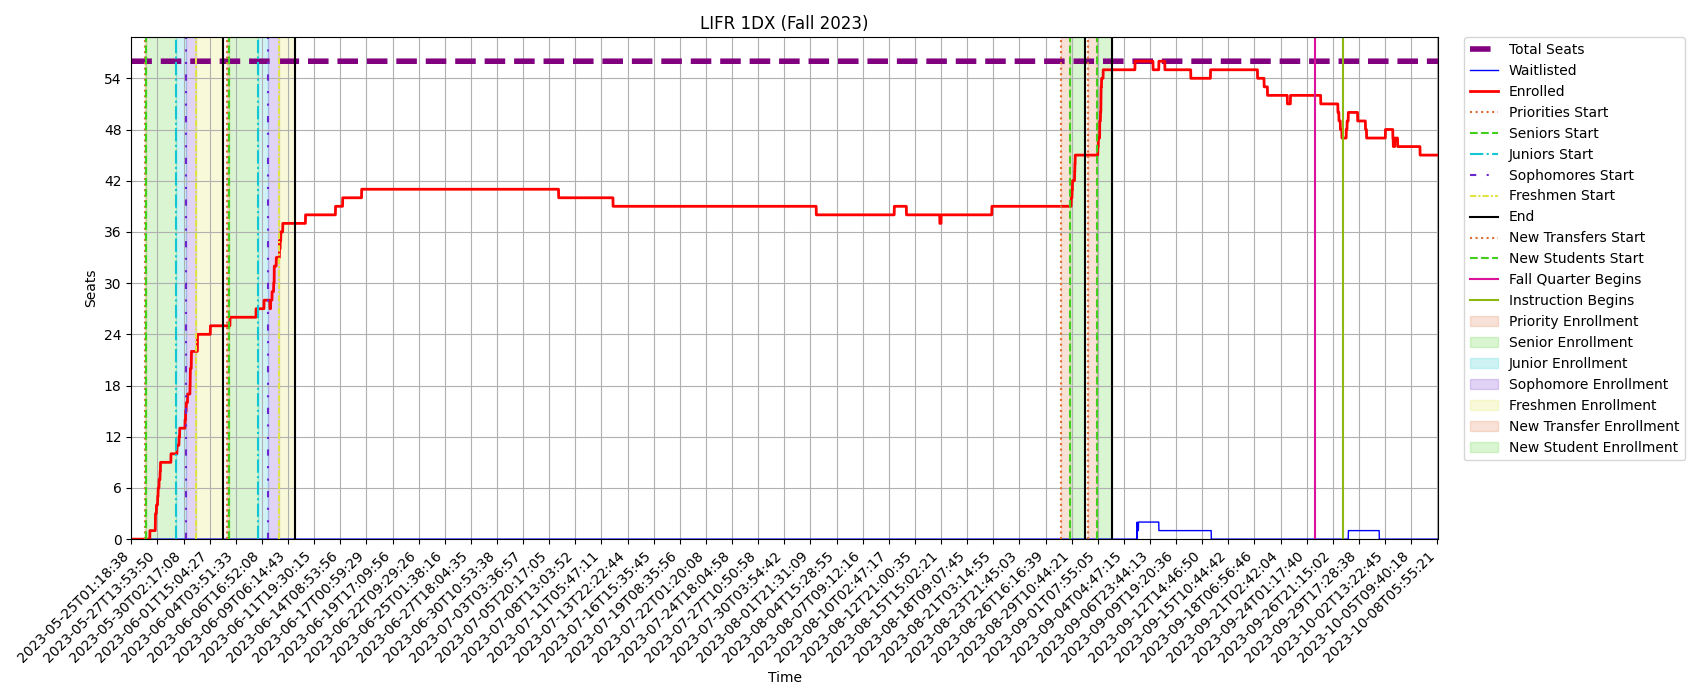 LIFR 1DX (Fall 2023)
Seats
54
48
42
36
30
24
18
12
6
0
2023-05-25T01:18:38
2023-05-27T13:53:50
2023-05-30T02:17:08
2023-06-01T15:04:27
2023-06-04T03:51:33
2023-06-06T16:52:08
2023-06-09T06:14:43
2023-06-11T19:30:15
2023-06-14T08:53:56
2023-06-17T00:59:29
2023-06-19T17:09:56
2023-06-22T09:29:26
2023-06-25T01:38:16
2023-06-27T18:04:35
2023-06-30T10:53:38
2023-07-03T03:36:57
2023-07-05T20:17:05
2023-07-08T13:03:52
2023-07-11T05:47:11
2023-07-13T22:22:44
2023-07-16T15:35:45
2023-07-19T08:35:56
2023-07-22T01:20:08
2023-07-24T18:04:58
2023-07-27T10:50:58
2023-07-30T03:54:42
2023-08-01T21:31:09
2023-08-04T15:28:55
2023-08-07T09:12:16
2023-08-10T02:47:17
2023-08-12T21:00:35
2023-08-15T15:02:21
2023-08-18T09:07:45
2023-08-21T03:14:55
2023-08-23T21:45:03
2023-08-26T16:16:39
2023-08-29T10:44:21
2023-09-01T07:55:05
2023-09-04T04:47:15
2023-09-06T23:44:13
2023-09-09T19:20:36
2023-09-12T14:46:50
2023-09-15T10:44:42
2023-09-18T06:56:46
2023-09-21T02:42:04
2023-09-24T01:17:40
2023-09-26T21:15:02
2023-09-29T17:28:38
2023-10-02T13:22:45
2023-10-05T09:40:18
2023-10-08T05:55:21
Time
Total Seats
Waitlisted
Enrolled
Priorities Start
Seniors Start
Juniors Start
Sophomores Start
Freshmen Start
End
New Transfers Start
New Students Start
Fall Quarter Begins
Instruction Begins
Priority Enrollment
Senior Enrollment
Junior Enrollment
Sophomore Enrollment
Freshmen Enrollment
New Transfer Enrollment
New Student Enrollment